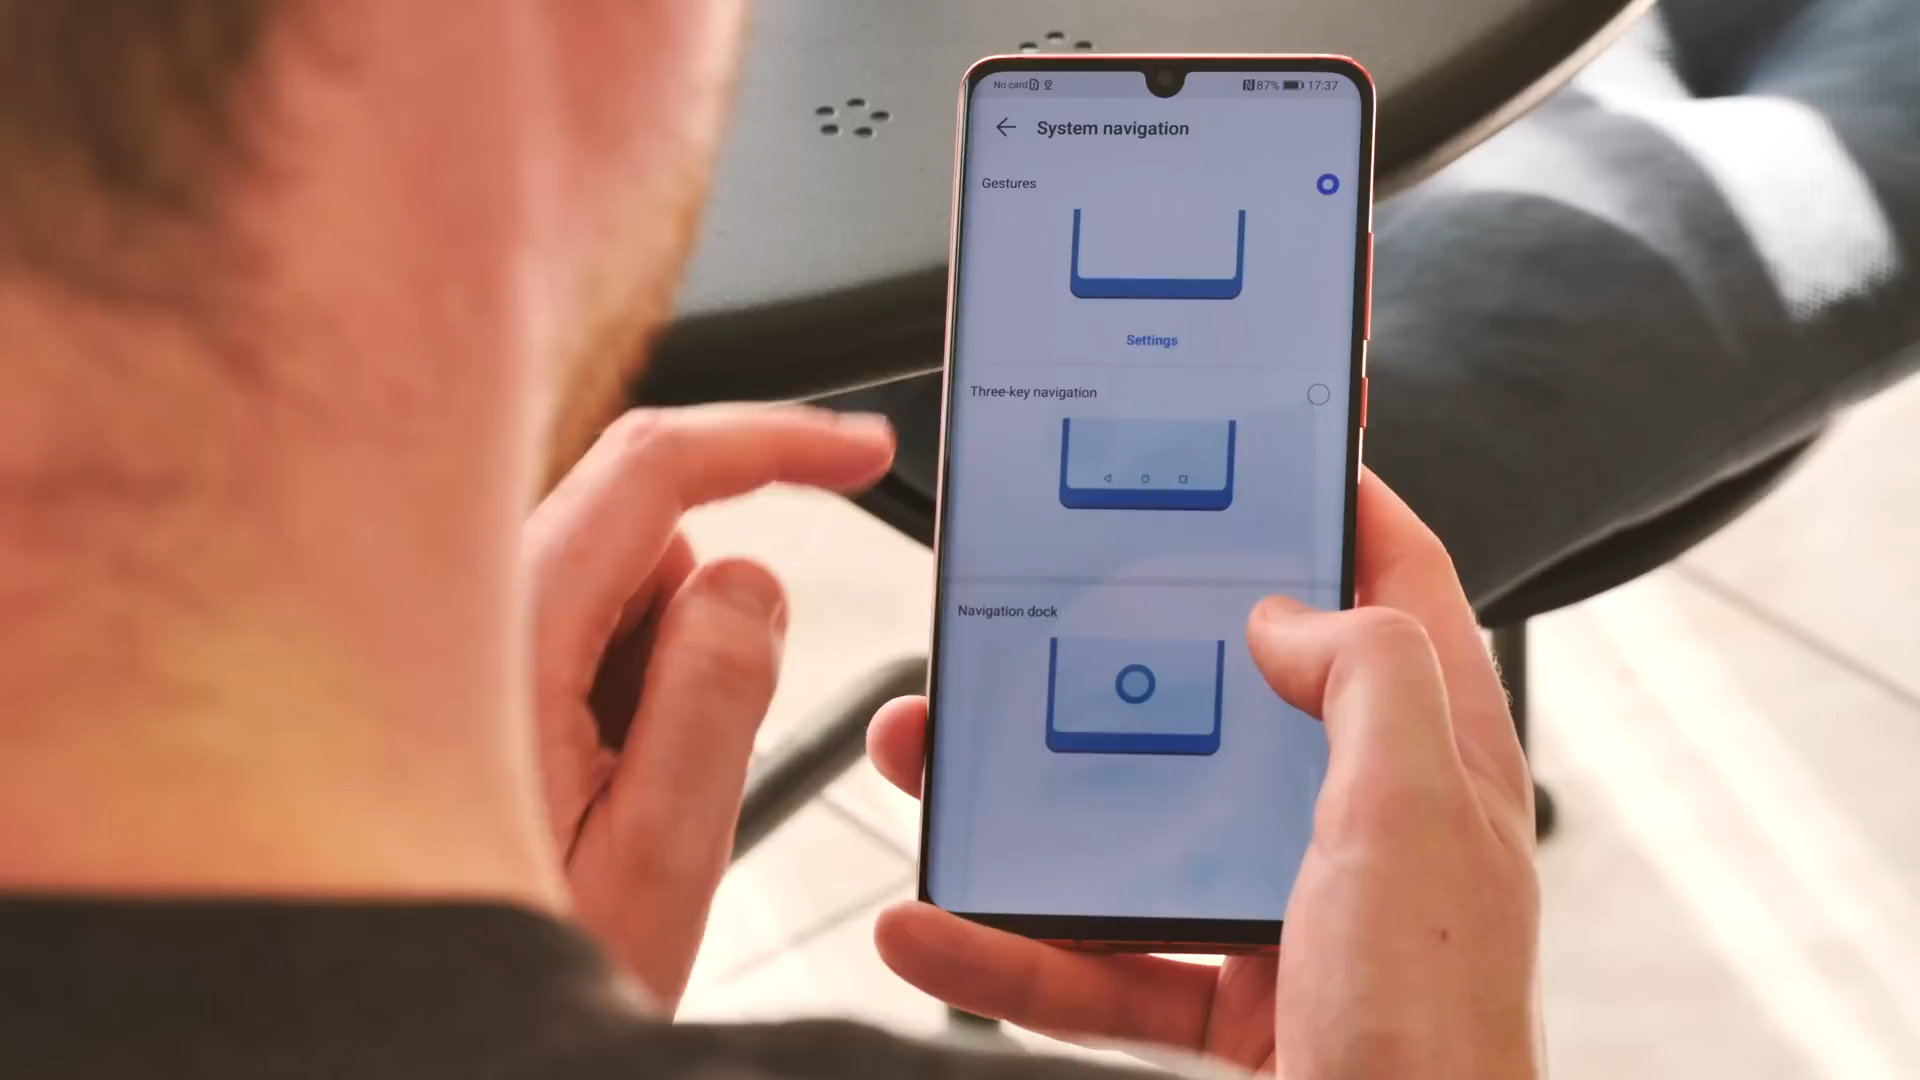 No card 87% 17:37
System navigation
Gestures
Settings
Three-key navigation
Navigation dock